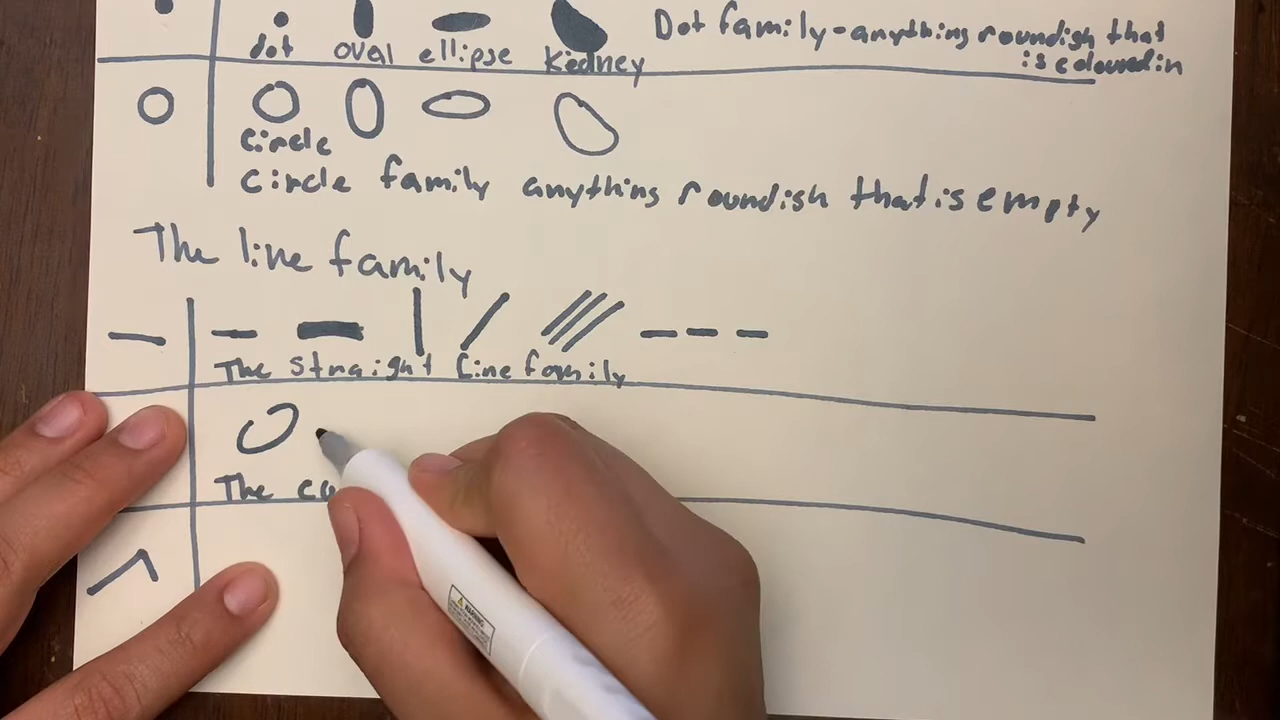 dot oval ellipse Kidney
Dot family-anything roundish that
is coloured in
Circle
Circle family anything roundish that is empty
The line family
The straight line family
The
WARNING